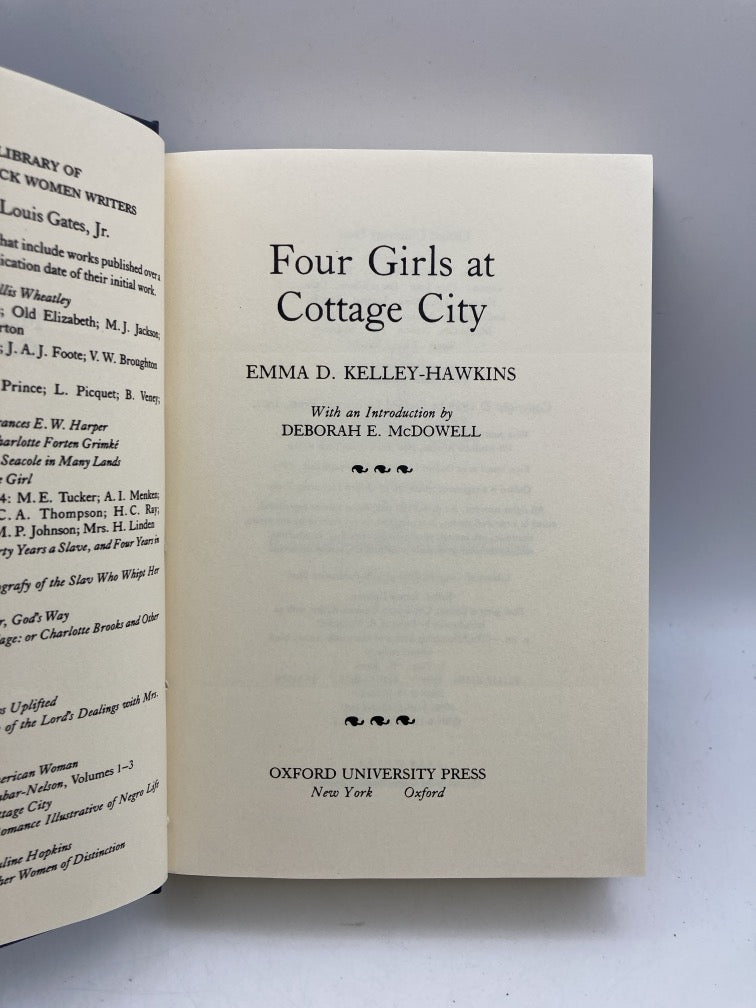 LIBRARY OF
CK WOMEN WRITERS
Louis Gates, Jr.
hat include works published over a
ication date of their initial work.
llis Wheatley
; Old Elizabeth; M.J. Jackson;
rton
; J.A.J. Foote; V.W. Broughton
Prince; L. Picquet; B. Veney;
ances E.W. Harper
harlotte Forten Grimké
Seacole in Many Lands
e Girl
4: M.E. Tucker; A.I. Menken;
C.A. Thompson; H.C. Ray;
M.P. Johnson; Mrs. H. Linden
rty Years a Slave, and Four Years in
ografy of the Slav Who Whipt Her
r, God's Way
age: or Charlotte Brooks and Other
s Uplifted
of the Lord's Dealings with Mrs.
erican Woman
nbar-Nelson, Volumes 1–3
ttage City
omance Illustrative of Negro Life
uline Hopkins
her Women of Distinction
Four Girls at
Cottage City
EMMA D. KELLEY-HAWKINS
With an Introduction by
DEBORAH E. McDOWELL
OXFORD UNIVERSITY PRESS
New York Oxford